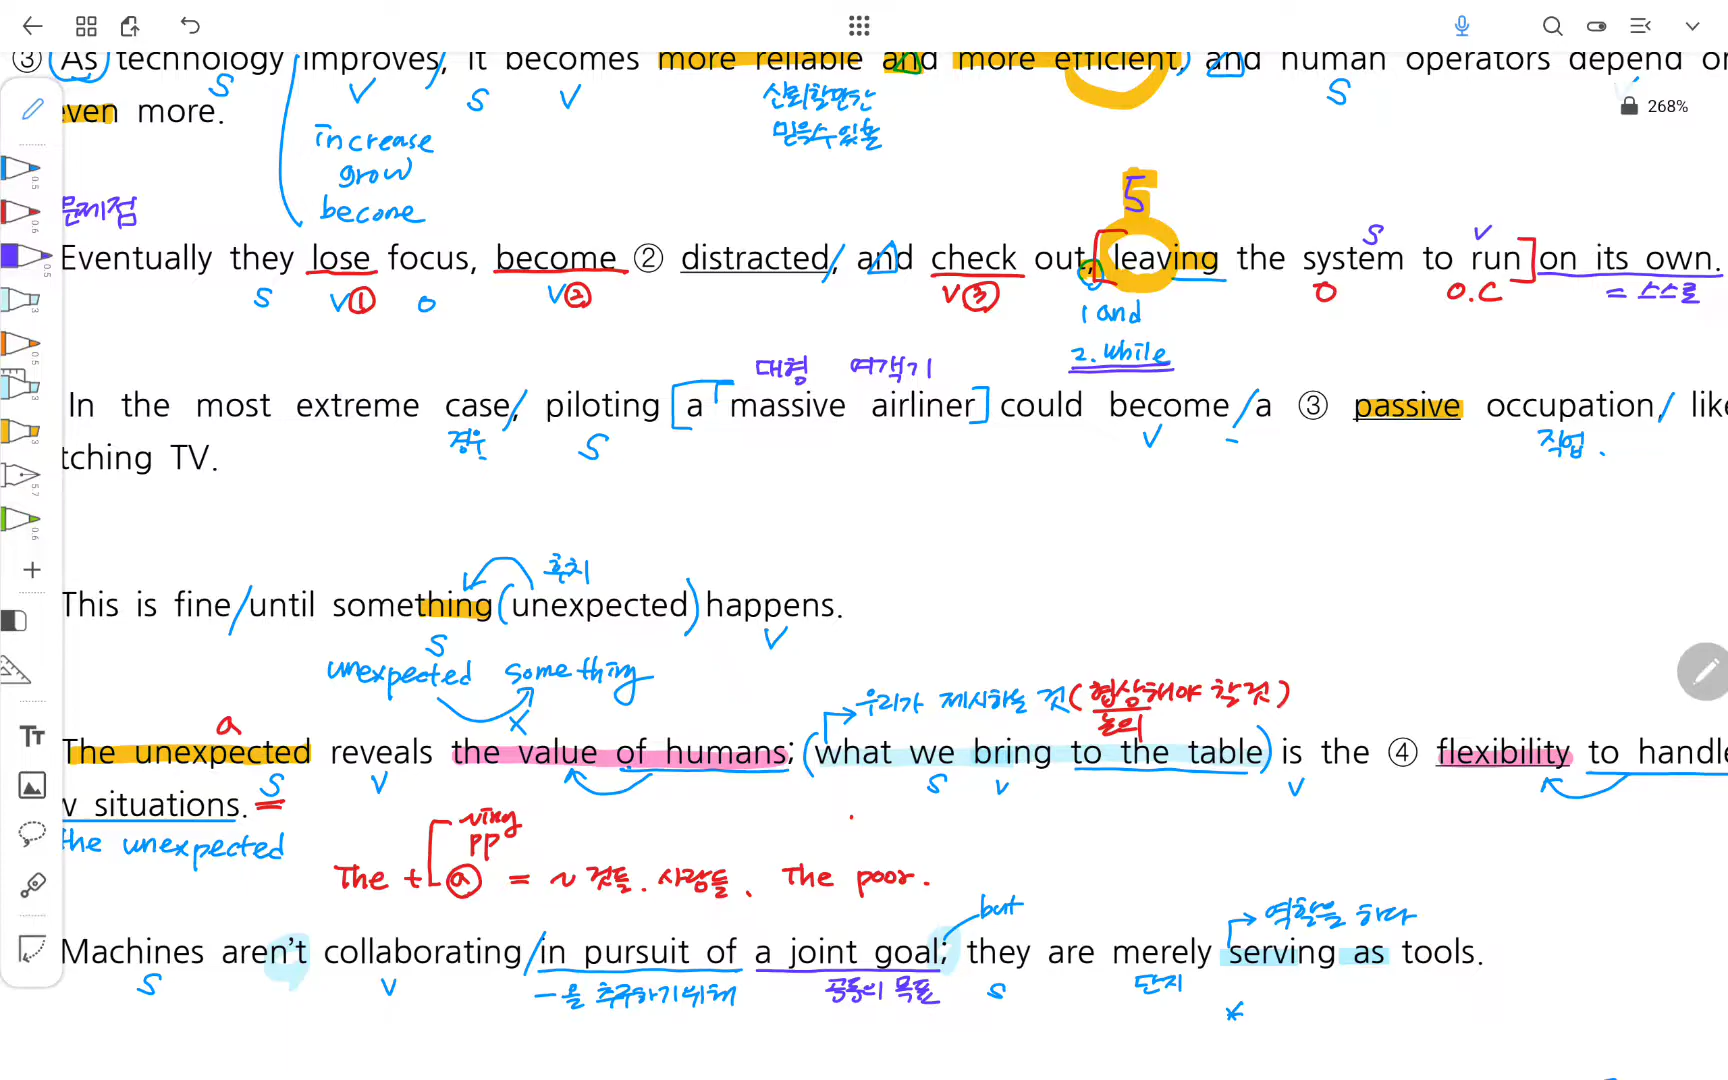 ③ As technology improves, it becomes more reliable and more efficient, and human operators depend on
S V S V S
신뢰할만한
268%
even more.
믿을수있는
increase
grow
become
5
문제점
S V
Eventually they lose focus, become ② distracted, and check out, leaving the system to run on its own.
S V① O V② V③ O O.C = 스스로
1 and
2. while
대형 여객기
In the most extreme case, piloting a massive airliner could become a ③ passive occupation, like
경우 S V 직업
tching TV.
후치
This is fine until something (unexpected) happens.
S V
unexpected something
X
우리가 제시하는 것 (협상해야 할 것)
논의
a
The unexpected reveals the value of humans; (what we bring to the table) is the ④ flexibility to handle
S V S V V
w situations.
the unexpected
ving
pp
The + a = ~ 것들. 사람들. The poor.
but
역할을 하다
Machines aren't collaborating in pursuit of a joint goal; they are merely serving as tools.
S V –을 추구하기위해 공동의 목표 S 단지